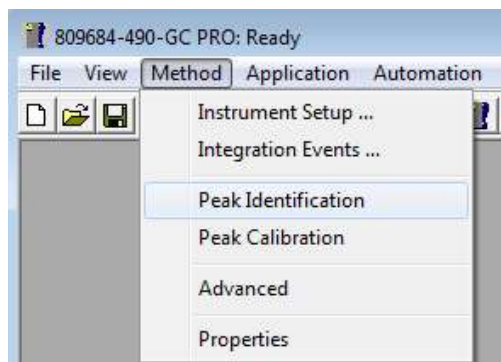 809684-490-GC PRO: Ready
File View Method Application Automation
Instrument Setup ...
Integration Events ...
Peak Identification
Peak Calibration
Advanced
Properties